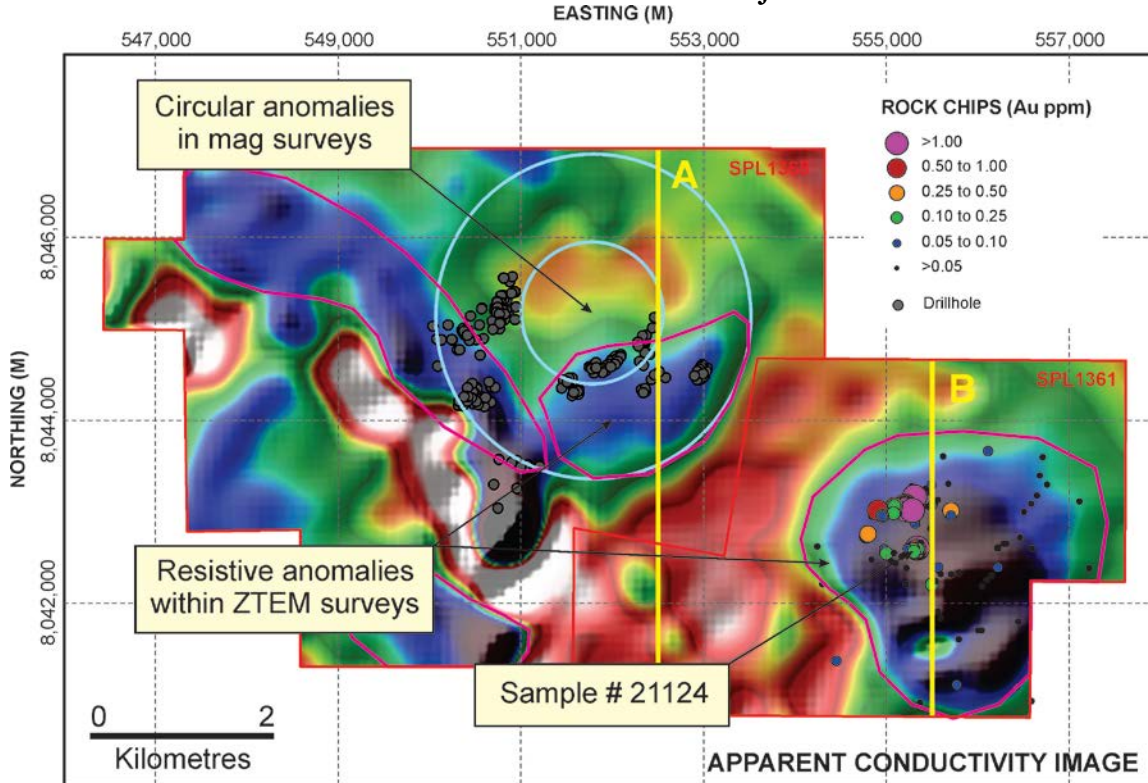 EASTING (M)
547,000 549,000 551,000 553,000 555,000 557,000
Circular anomalies
in mag surveys
ROCK CHIPS (Au ppm)
>1.00
0.50 to 1.00
0.25 to 0.50
0.10 to 0.25
0.05 to 0.10
>0.05
Drillhole
A
NORTHING (M)
8,046,000
8,044,000
8,042,000
SPL1361
B
Resistive anomalies
within ZTEM surveys
Sample # 21124
0 2
Kilometres
APPARENT CONDUCTIVITY IMAGE